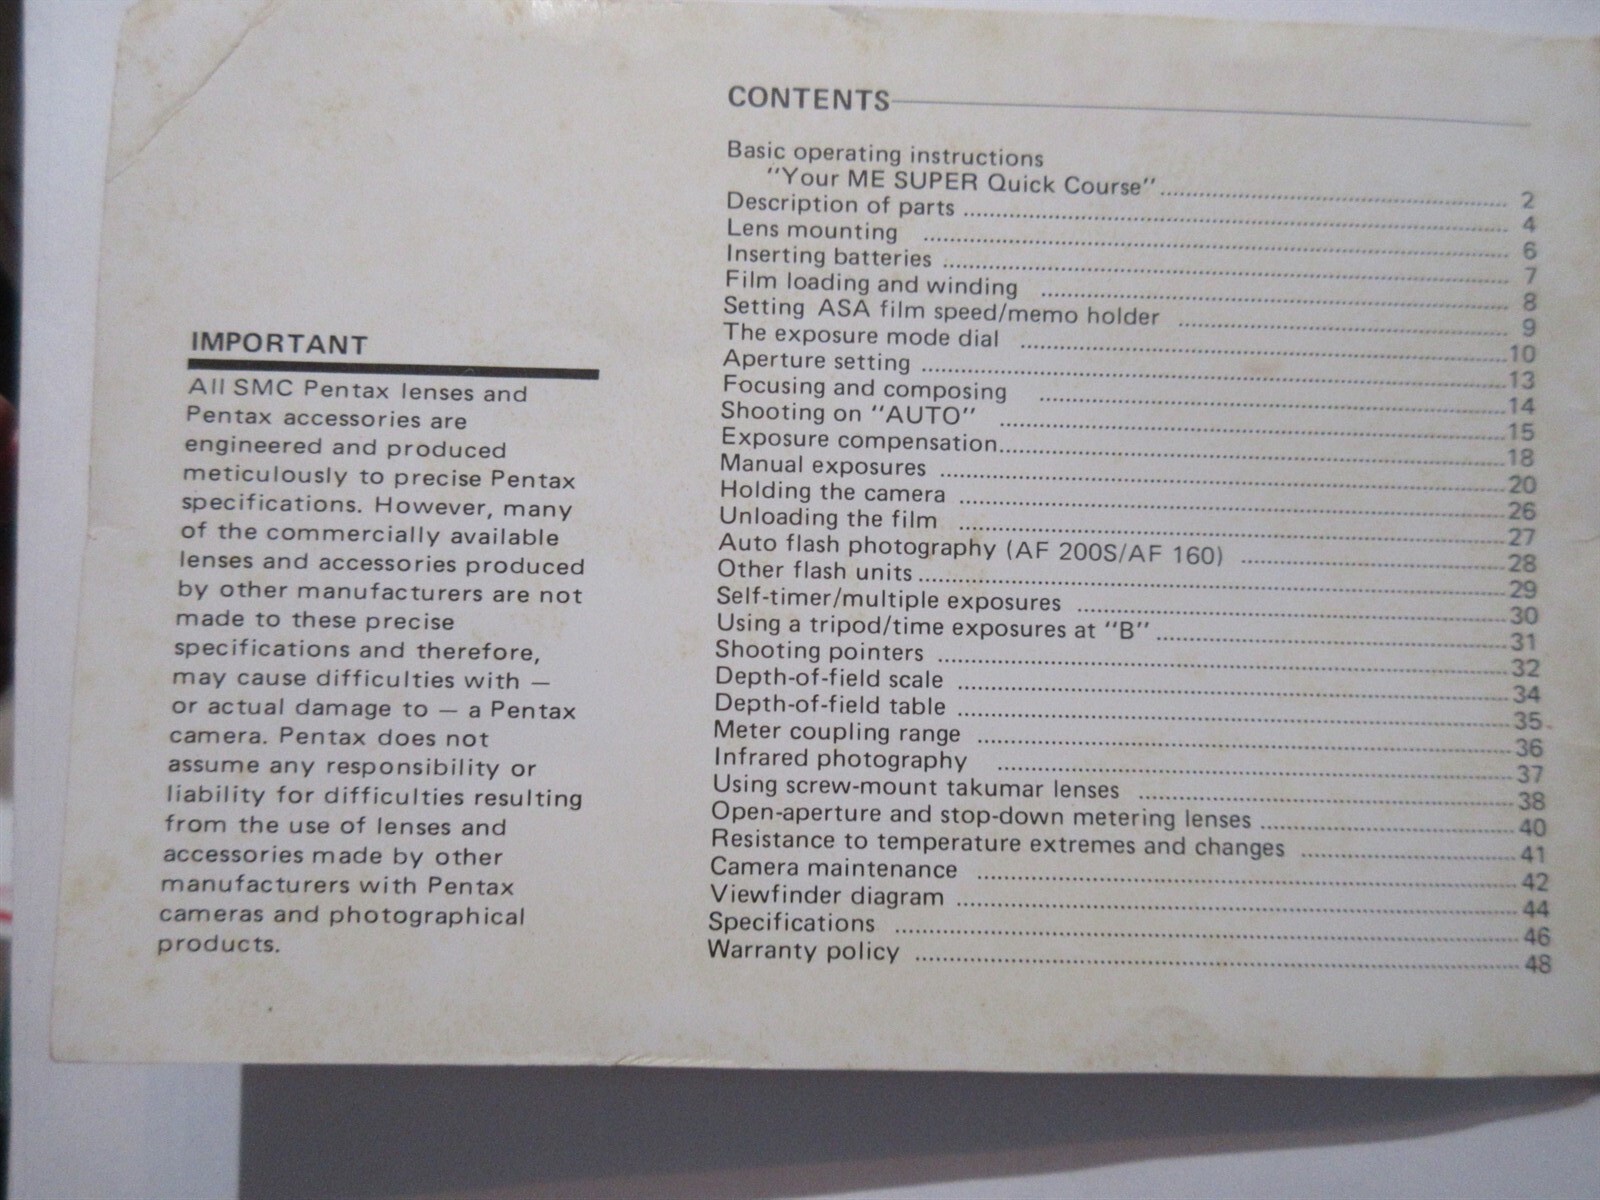 IMPORTANT
All SMC Pentax lenses and
Pentax accessories are
engineered and produced
meticulously to precise Pentax
specifications. However, many
of the commercially available
lenses and accessories produced
by other manufacturers are not
made to these precise
specifications and therefore,
may cause difficulties with —
or actual damage to — a Pentax
camera. Pentax does not
assume any responsibility or
liability for difficulties resulting
from the use of lenses and
accessories made by other
manufacturers with Pentax
cameras and photographical
products.
CONTENTS
Basic operating instructions
"Your ME SUPER Quick Course" 2
Description of parts 4
Lens mounting 6
Inserting batteries 7
Film loading and winding 8
Setting ASA film speed/memo holder 9
The exposure mode dial 10
Aperture setting 13
Focusing and composing 14
Shooting on "AUTO" 15
Exposure compensation 18
Manual exposures 20
Holding the camera 26
Unloading the film 27
Auto flash photography (AF 200S/AF 160) 28
Other flash units 29
Self-timer/multiple exposures 30
Using a tripod/time exposures at "B" 31
Shooting pointers 32
Depth-of-field scale 34
Depth-of-field table 35
Meter coupling range 36
Infrared photography 37
Using screw-mount takumar lenses 38
Open-aperture and stop-down metering lenses 40
Resistance to temperature extremes and changes 41
Camera maintenance 42
Viewfinder diagram 44
Specifications 46
Warranty policy 48